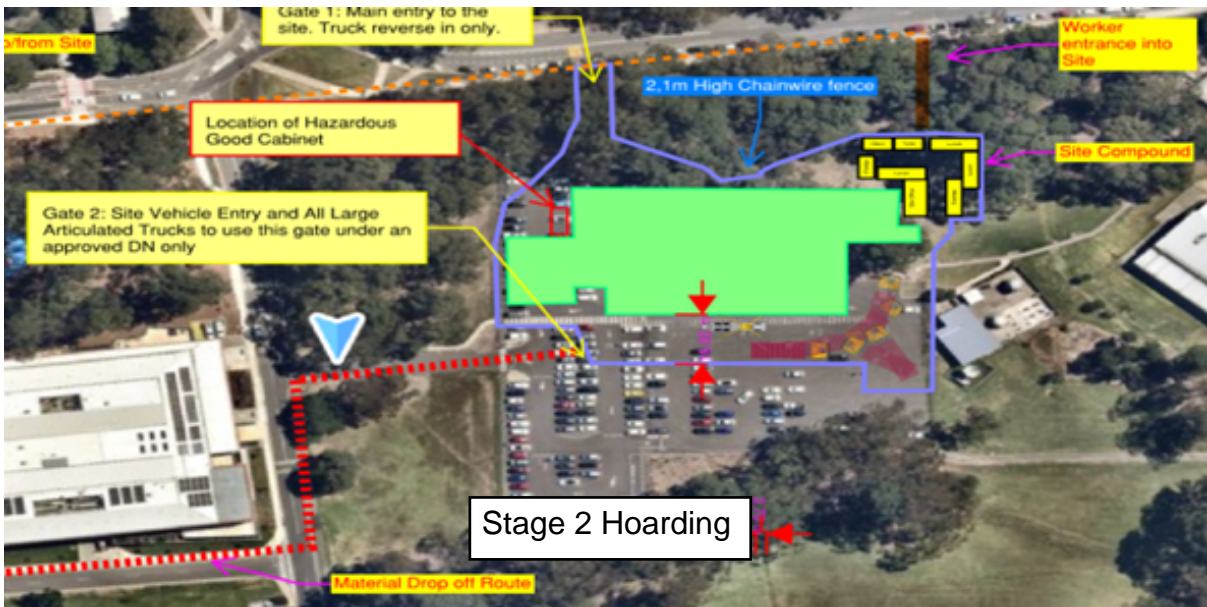 Gate 1: Main entry to the
site. Truck reverse in only.
o/from Site
Worker
entrance into
Site
2,1m High Chainwire fence
Location of Hazardous
Good Cabinet
Site Compound
Gate 2: Site Vehicle Entry and All Large
Articulated Trucks to use this gate under an
approved DN only
Stage 2 Hoarding
Material Drop off Route